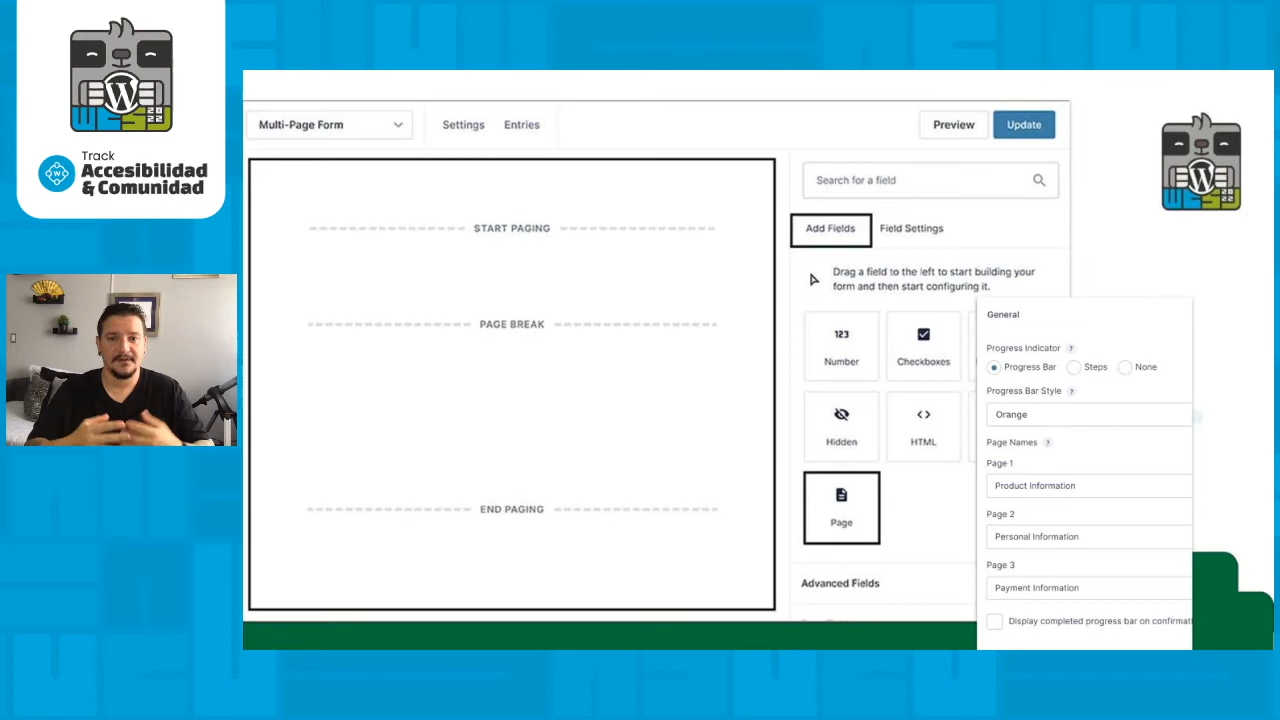 WCES
2022
Track
Accesibilidad
& Comunidad
Multi-Page Form
Settings
Entries
Preview
Update
START PAGING
PAGE BREAK
END PAGING
Search for a field
Add Fields
Field Settings
Drag a field to the left to start building your
form and then start configuring it.
123
Number
Checkboxes
Hidden
HTML
Page
Advanced Fields
General
Progress Indicator ?
Progress Bar
Steps
None
Progress Bar Style ?
Orange
Page Names ?
Page 1
Product Information
Page 2
Personal Information
Page 3
Payment Information
Display completed progress bar on confirmati